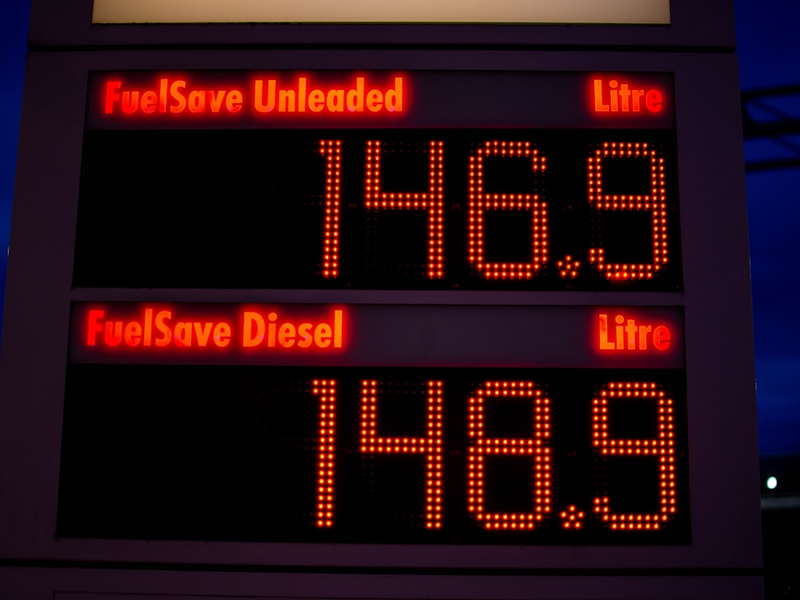 FuelSave Unleaded Litre
146.9
FuelSave Diesel Litre
148.9